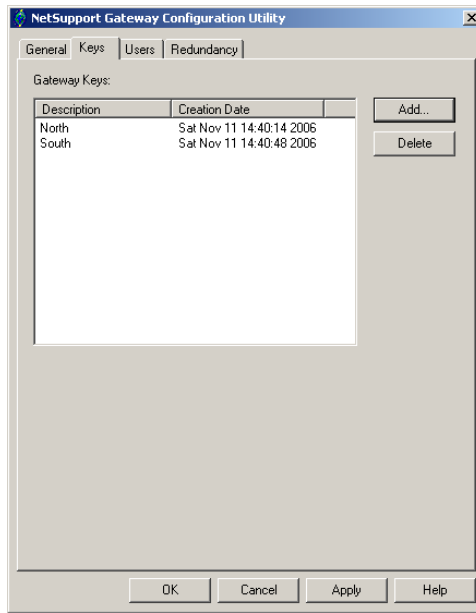 NetSupport Gateway Configuration Utility
General Keys Users Redundancy
Gateway Keys:
Description Creation Date
Add...
North Sat Nov 11 14:40:14 2006
South Sat Nov 11 14:40:48 2006
Delete
OK Cancel Apply Help